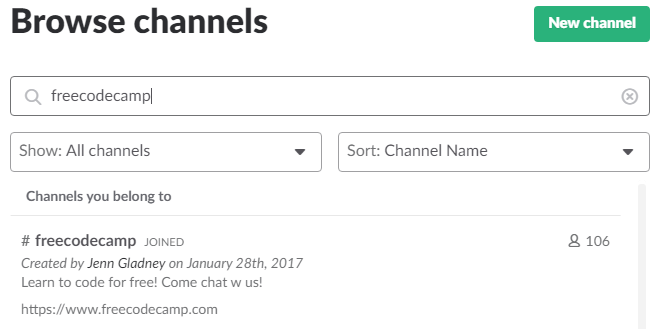 Browse channels
New channel
freecodecamp
Show: All channels
Sort: Channel Name
Channels you belong to
# freecodecamp JOINED
106
Created by Jenn Gladney on January 28th, 2017
Learn to code for free! Come chat w us!
https://www.freecodecamp.com